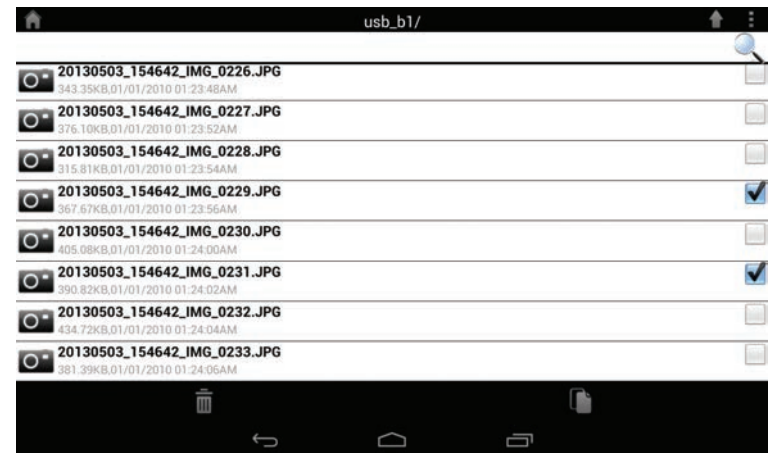 usb_b1/
20130503_154642_IMG_0226.JPG
343.35KB,01/01/2010 01:23:48AM
20130503_154642_IMG_0227.JPG
376.10KB,01/01/2010 01:23:52AM
20130503_154642_IMG_0228.JPG
315.81KB,01/01/2010 01:23:54AM
20130503_154642_IMG_0229.JPG
367.67KB,01/01/2010 01:23:56AM
20130503_154642_IMG_0230.JPG
405.08KB,01/01/2010 01:24:00AM
20130503_154642_IMG_0231.JPG
390.82KB,01/01/2010 01:24:02AM
20130503_154642_IMG_0232.JPG
434.72KB,01/01/2010 01:24:04AM
20130503_154642_IMG_0233.JPG
381.39KB,01/01/2010 01:24:06AM